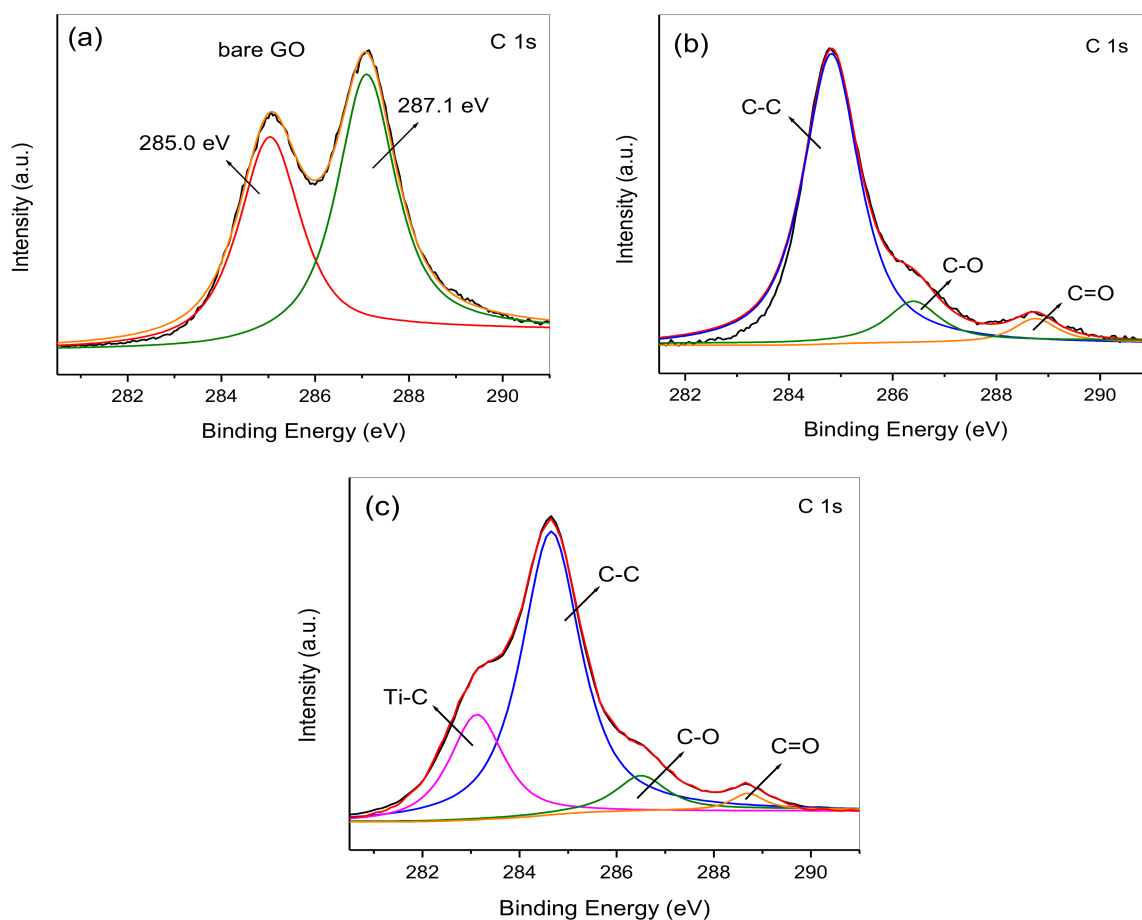 (a)
bare GO
C 1s
285.0 eV
287.1 eV
Intensity (a.u.)
282 284 286 288 290
Binding Energy (eV)
(b)
C 1s
C-C
C-O
C=O
Intensity (a.u.)
282 284 286 288 290
Binding Energy (eV)
(c)
C 1s
C-C
Ti-C
C-O
C=O
Intensity (a.u.)
282 284 286 288 290
Binding Energy (eV)